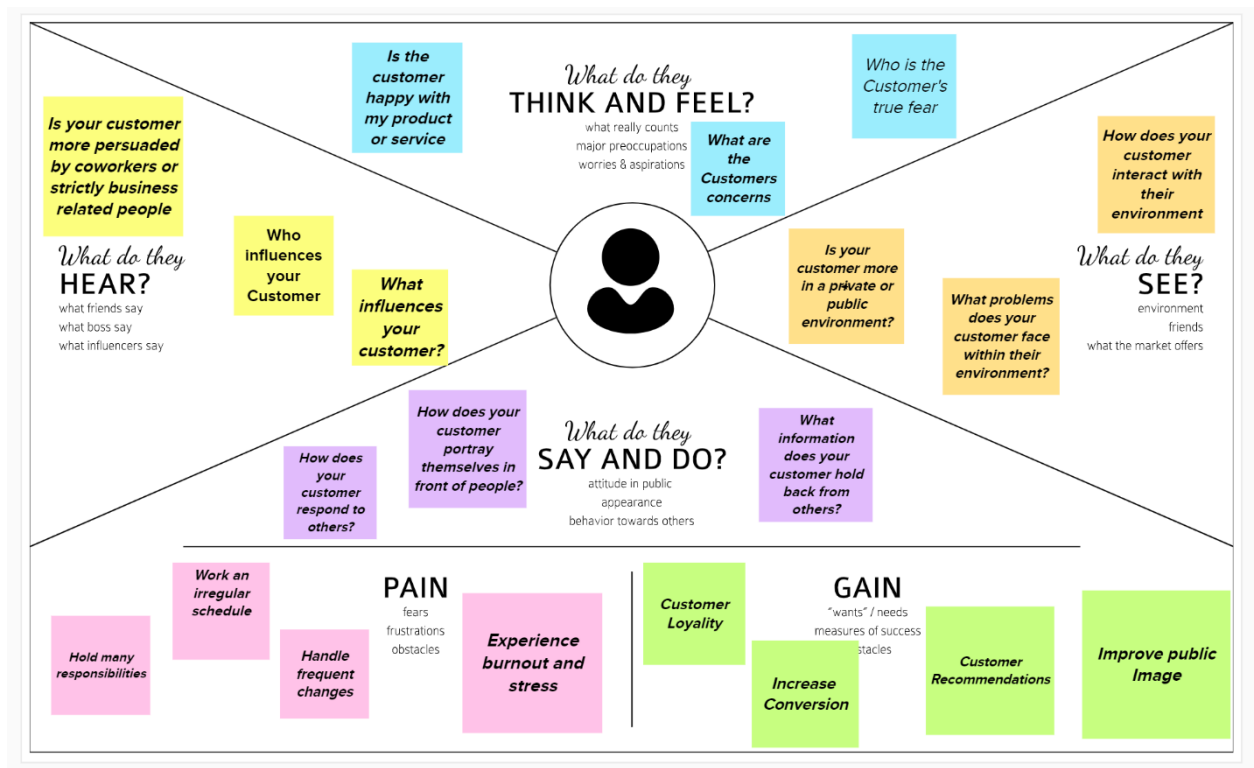 Is the
customer
happy with
my product
or service
What do they
THINK AND FEEL?
what really counts
major preoccupations
worries & aspirations
What are
the
Customers
concerns
Who is the
Customer's
true fear
Is your customer
more persuaded
by coworkers or
strictly business
related people
What do they
HEAR?
what friends say
what boss say
what influencers say
Who
influences
your
Customer
What
influences
your
customer?
How does your
customer
interact with
their
environment
What do they
SEE?
environment
friends
what the market offers
Is your
customer more
in a private or
public
environment?
What problems
does your
customer face
within their
environment?
How does
your
customer
respond to
others?
How does your
customer
portray
themselves in
front of people?
What do they
SAY AND DO?
attitude in public
appearance
behavior towards others
What
information
does your
customer hold
back from
others?
PAIN
fears
frustrations
obstacles
Hold many
responsibilities
Work an
irregular
schedule
Handle
frequent
changes
Experience
burnout and
stress
GAIN
"wants" / needs
measures of success
stacles
Customer
Loyality
Increase
Conversion
Customer
Recommendations
Improve public
Image